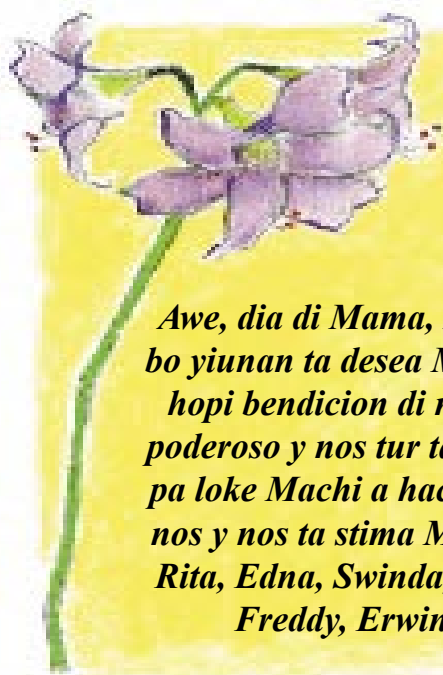 Awe, dia di Mama,
bo yiunan ta desea
hopi bendicion di
poderoso y nos tur
pa loke Machi a
nos y nos ta stima
Rita, Edna, Swinda,
Freddy, Erwin